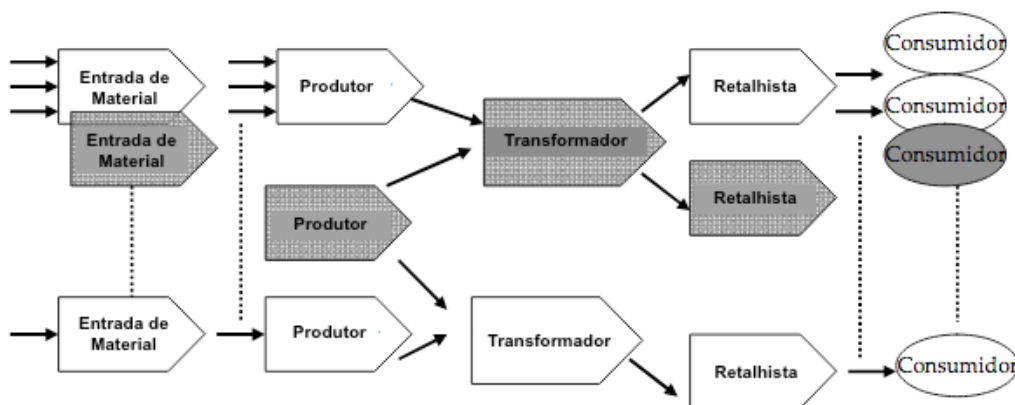 Consumidor
Entrada de
Material
Produtor
Retalhista
Consumidor
Entrada de
Material
Transformador
Consumidor
Produtor
Retalhista
Entrada de
Material
Produtor
Transformador
Retalhista
Consumidor